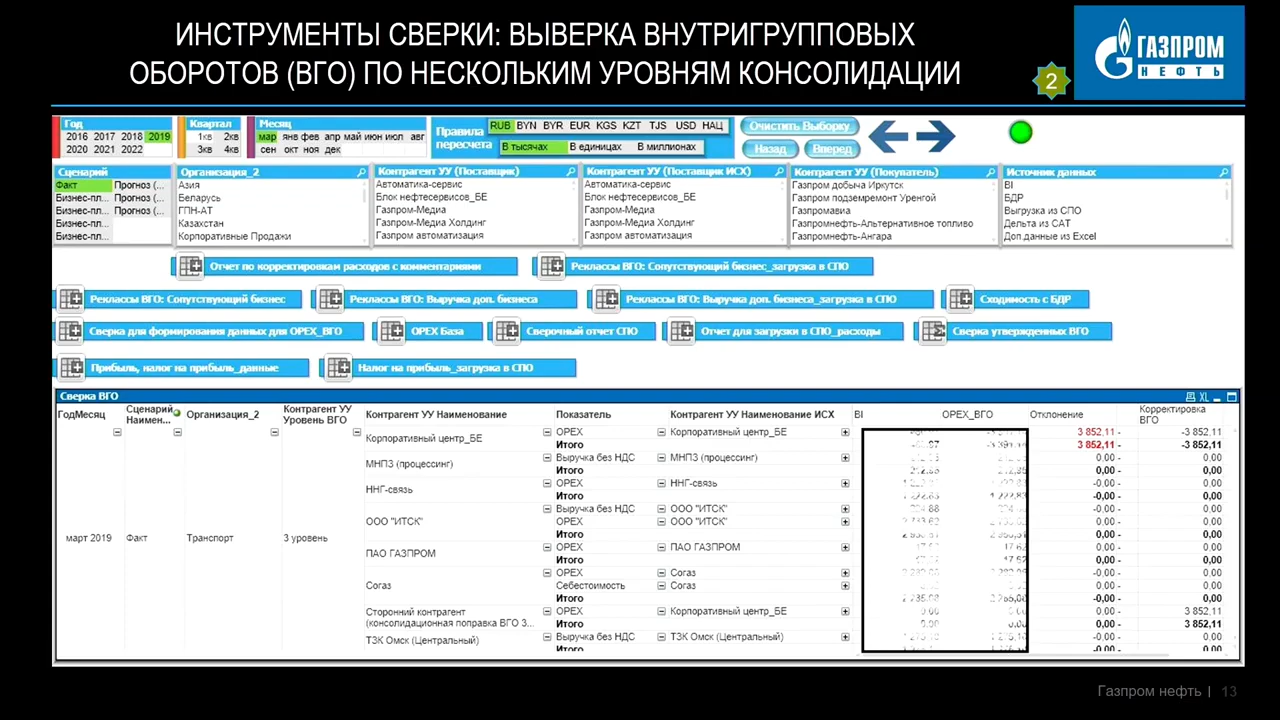 ИНСТРУМЕНТЫ СВЕРКИ: ВЫВЕРКА ВНУТРИГРУППОВЫХ
ОБОРОТОВ (ВГО) ПО НЕСКОЛЬКИМ УРОВНЯМ КОНСОЛИДАЦИИ
2
ГАЗПРОМ
НЕФТЬ
Год Квартал Месяц
2016 2017 2018 2019 1кв 2кв мар янв фев апр май июн июл авг
2020 2021 2022 3кв 4кв сен окт ноя дек
Правила пересчета
RUB BYN BYR EUR KGS KZT TJS USD НАЦ
В тысячах В единицах В миллионах
Очистить Выборку
Назад Вперед
Сценарий Организация_2 Контрагент УУ (Поставщик) Контрагент УУ (Поставщик ИСХ) Контрагент УУ (Покупатель) Источник данных
Факт Прогноз (... Азия Автоматика-сервис Автоматика-сервис Газпром добыча Иркутск BI
Бизнес-пл... Прогноз (... Беларусь Блок нефтесервисов_БЕ Блок нефтесервисов_БЕ Газпром подземремонт Уренгой БДР
Бизнес-пл... Прогноз (... ГПН-АТ Газпром-Медиа Газпром-Медиа Газпромавиа Выгрузка из СПО
Бизнес-пл... Казахстан Газпром-Медиа Холдинг Газпром-Медиа Холдинг Газпромнефть-Альтернативное топливо Дельта из САТ
Бизнес-пл... Корпоративные Продажи Газпром автоматизация Газпром автоматизация Газпромнефть-Ангара Доп данные из Excel
Отчет по корректировкам расходов с комментариями Реклассы ВГО: Сопутствующий бизнес_загрузка в СПО
Реклассы ВГО: Сопутствующий бизнес Реклассы ВГО: Выручка доп. бизнеса Реклассы ВГО: Выручка доп. бизнеса_загрузка в СПО Сходимость с БДР
Сверка для формирования данных для OPEX_ВГО OPEX База Сверочный отчет СПО Отчет для загрузки в СПО_расходы Сверка утвержденных ВГО
Прибыль, налог на прибыль_данные Налог на прибыль_загрузка в СПО
Сверка ВГО XL
ГодМесяц Сценарий Наимен... Организация_2 Контрагент УУ Уровень ВГО Контрагент УУ Наименование Показатель Контрагент УУ Наименование ИСХ BI OPEX_ВГО Отклонение Корректировка ВГО
март 2019 Факт Транспорт 3 уровень
Корпоративный центр_БЕ OPEX Корпоративный центр_БЕ 3 852,11 - -3 852,11
Итого 3 852,11 - -3 852,11
МНПЗ (процессинг) Выручка без НДС МНПЗ (процессинг) 0,00 - 0,00
Итого 0,00 - 0,00
ННГ-связь OPEX ННГ-связь -0,00 - 0,00
Итого -0,00 - 0,00
ООО "ИТСК" Выручка без НДС ООО "ИТСК" -0,00 - 0,00
OPEX ООО "ИТСК" -0,00 - 0,00
Итого -0,00 - 0,00
ПАО ГАЗПРОМ OPEX ПАО ГАЗПРОМ 0,00 - 0,00
Итого 0,00 - 0,00
Согаз OPEX Согаз -0,00 - 0,00
Себестоимость Согаз -0,00 - 0,00
Итого -0,00 - 0,00
Сторонний контрагент (консолидационная поправка ВГО 3... OPEX Корпоративный центр_БЕ 0,00 - 3 852,11
Итого 0,00 - 3 852,11
ТЗК Омск (Центральный) Выручка без НДС ТЗК Омск (Центральный) -0,00 - 0,00
Итого -0,00 - 0,00
Газпром нефть | 13